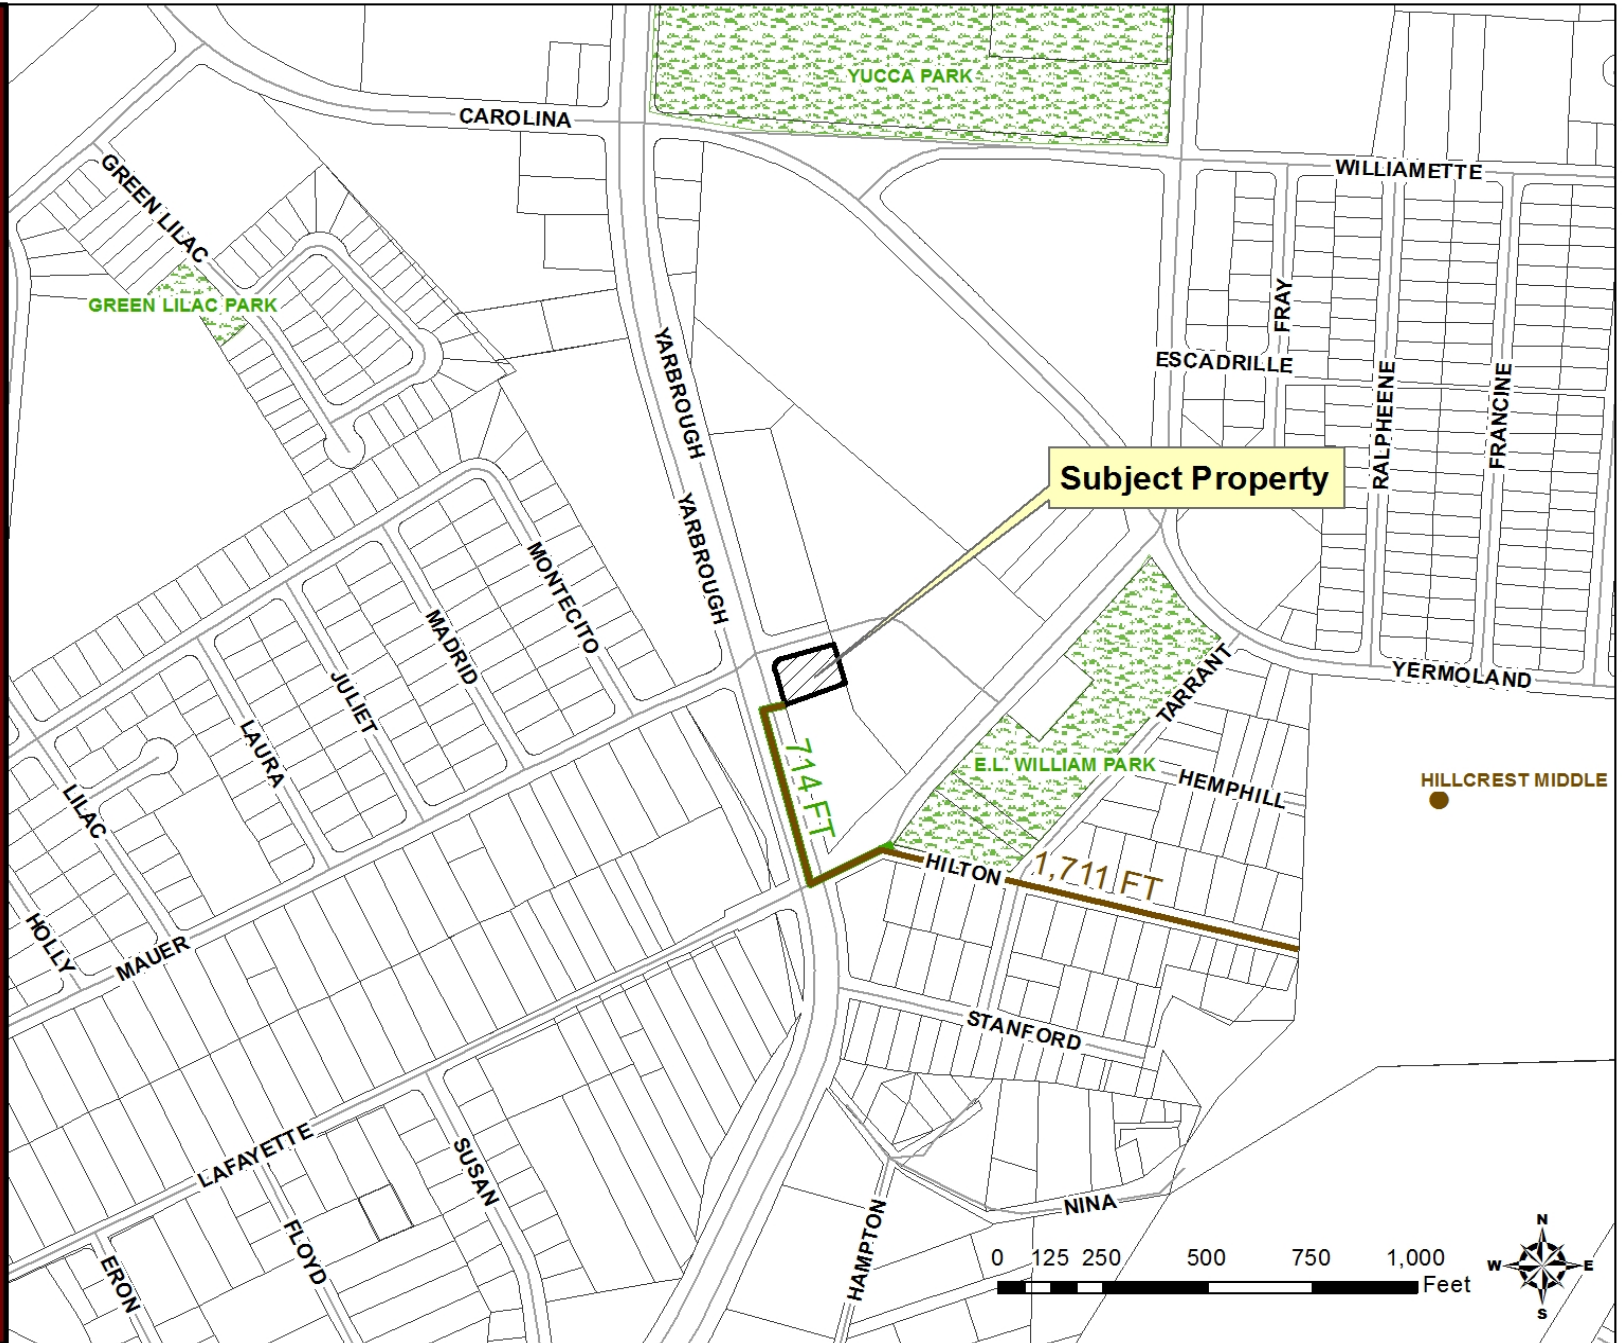 YUCCA PARK
CAROLINA
WILLIAMETTE
GREEN LILAC
GREEN LILAC PARK
FRAY
YARBROUGH
ESCADRILLE
RALPHEENE
FRANCINE
Subject Property
YARBROUGH
MONTECITO
MADRID
JULIET
LAURA
TARRANT
YERMOLAND
714 FT
E.L. WILLIAM PARK
HEMPHILL
HILLCREST MIDDLE
LILAC
HILTON
1,711 FT
HOLLY
MAUER
STANFORD
LAFAYETTE
SUSAN
NINA
HAMPTON
FLOYD
ERON
0 125 250 500 750 1,000
Feet
N
W E
S